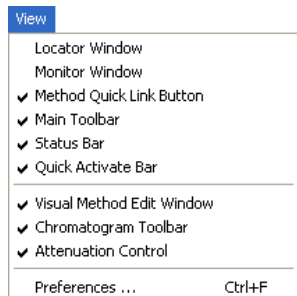 View
Locator Window
Monitor Window
Method Quick Link Button
Main Toolbar
Status Bar
Quick Activate Bar
Visual Method Edit Window
Chromatogram Toolbar
Attenuation Control
Preferences ... Ctrl+F